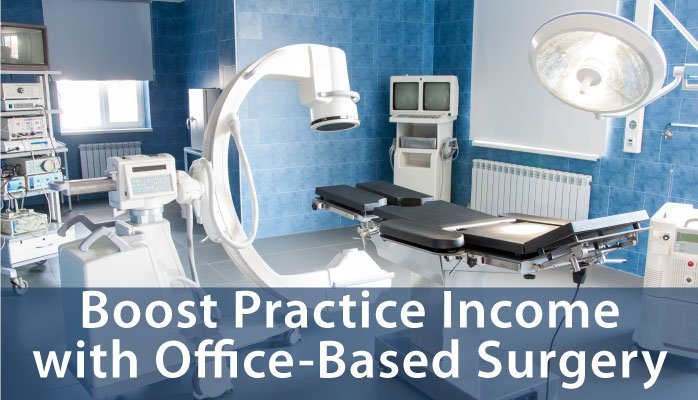 Boost Practice Income
with Office-Based Surgery